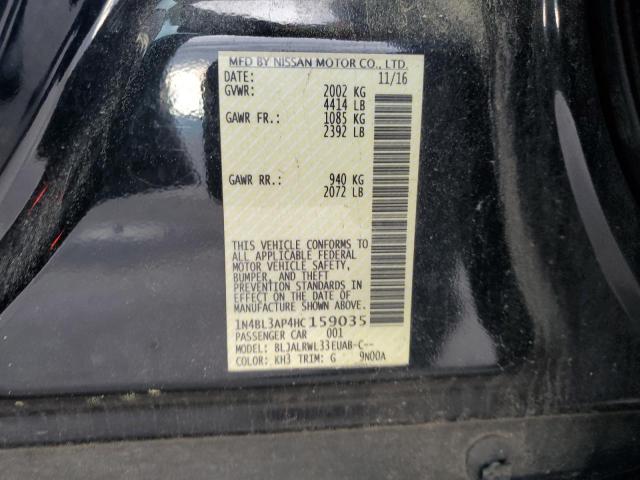 MFD BY NISSAN MOTOR CO., LTD.
DATE: 11/16
GVWR: 2002 KG
4414 LB
GAWR FR.: 1085 KG
2392 LB
GAWR RR.: 940 KG
2072 LB
THIS VEHICLE CONFORMS TO
ALL APPLICABLE FEDERAL
MOTOR VEHICLE SAFETY,
BUMPER, AND THEFT
PREVENTION STANDARDS IN
EFFECT ON THE DATE OF
MANUFACTURE SHOWN ABOVE.
1N4BL3AP4HC 159035
PASSENGER CAR 001
MODEL: BLJALRWL33EUAB-C--
COLOR: KH3 TRIM: G 9N00A